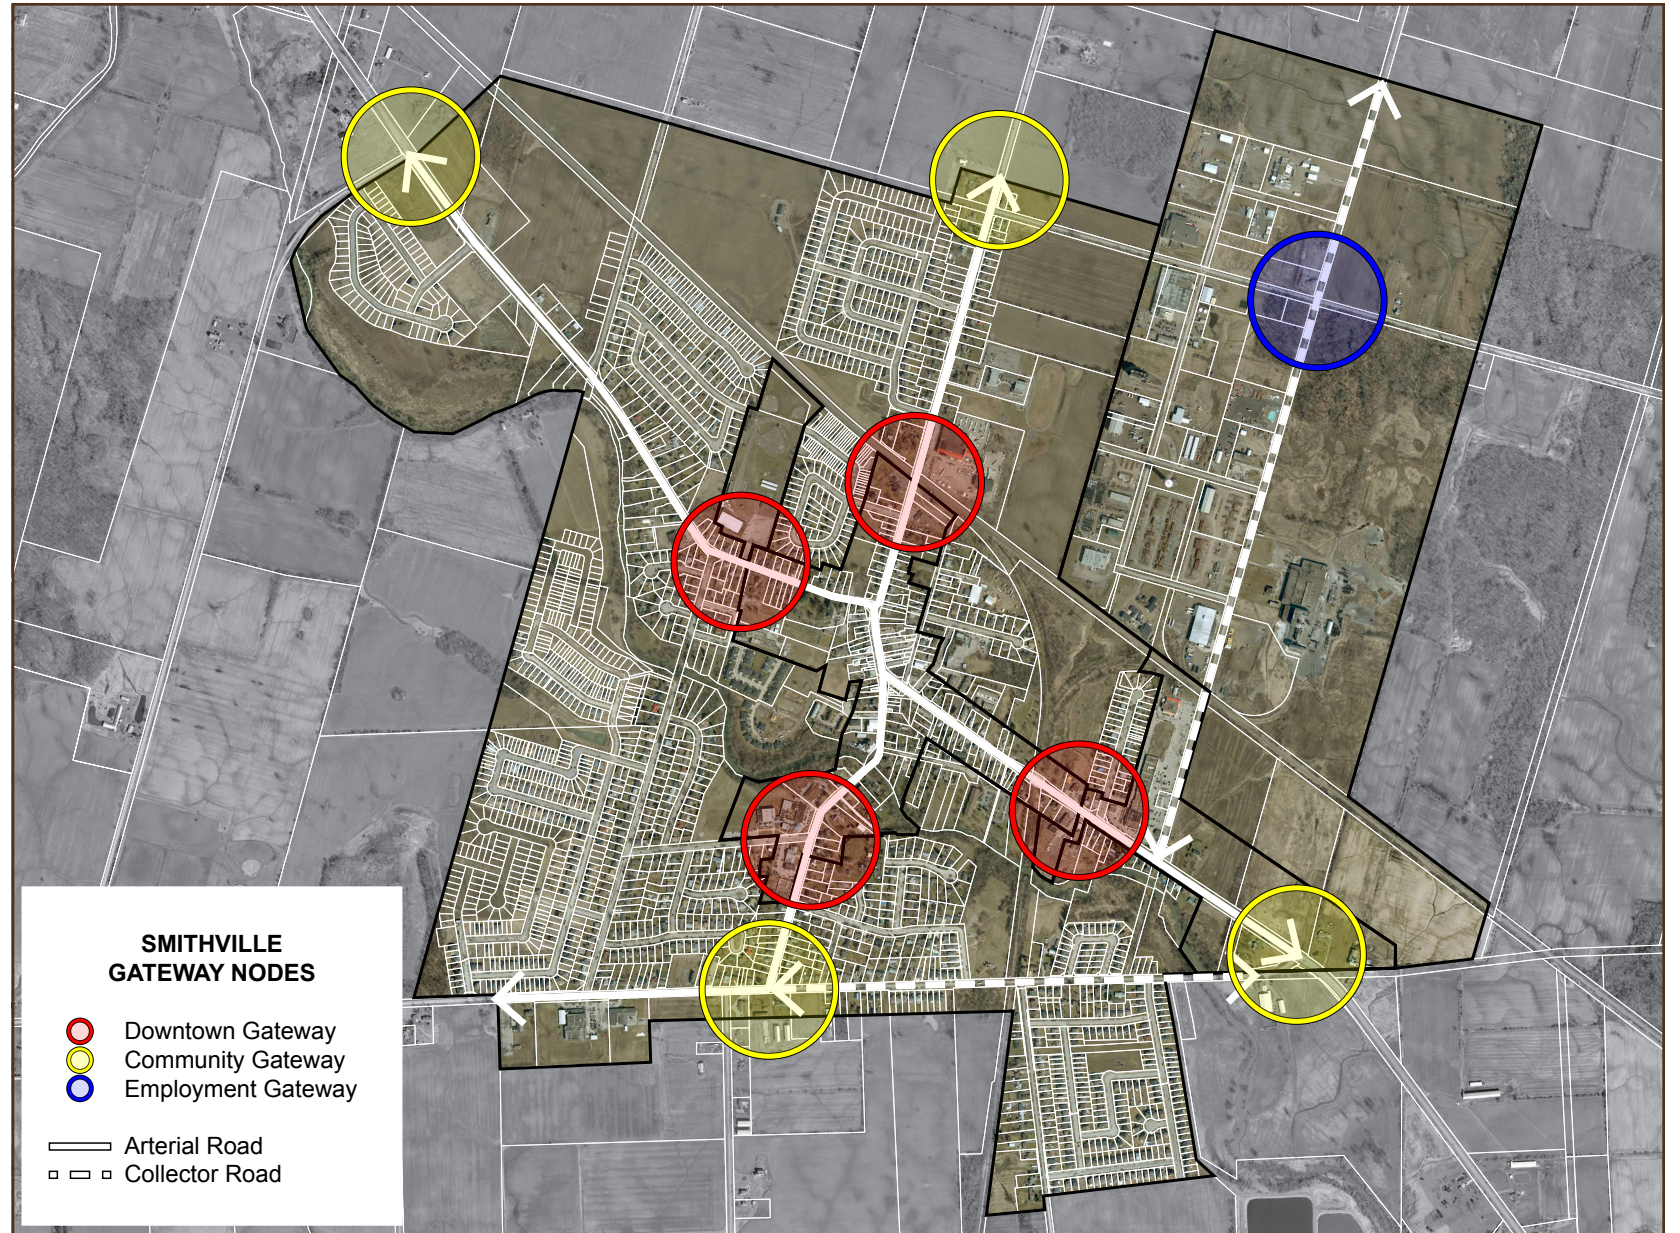 SMITHVILLE
GATEWAY NODES
Downtown Gateway
Community Gateway
Employment Gateway
Arterial Road
Collector Road